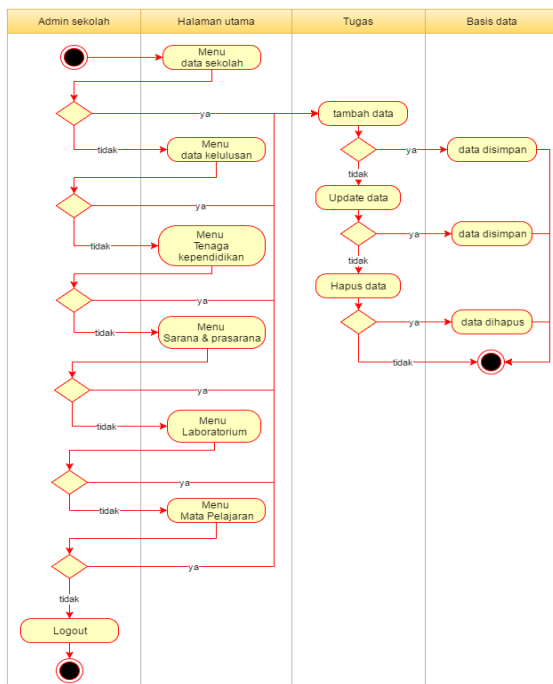 Admin sekolah
Halaman utama
Tugas
Basis data
Menu
data sekolah
ya
tambah data
tidak
Menu
data kelulusan
ya
data disimpan
tidak
ya
Update data
tidak
Menu
Tenaga
kependidikan
ya
data disimpan
tidak
ya
Hapus data
tidak
Menu
Sarana & prasarana
ya
data dihapus
tidak
ya
tidak
Menu
Laboratorium
ya
tidak
Menu
Mata Pelajaran
ya
tidak
Logout